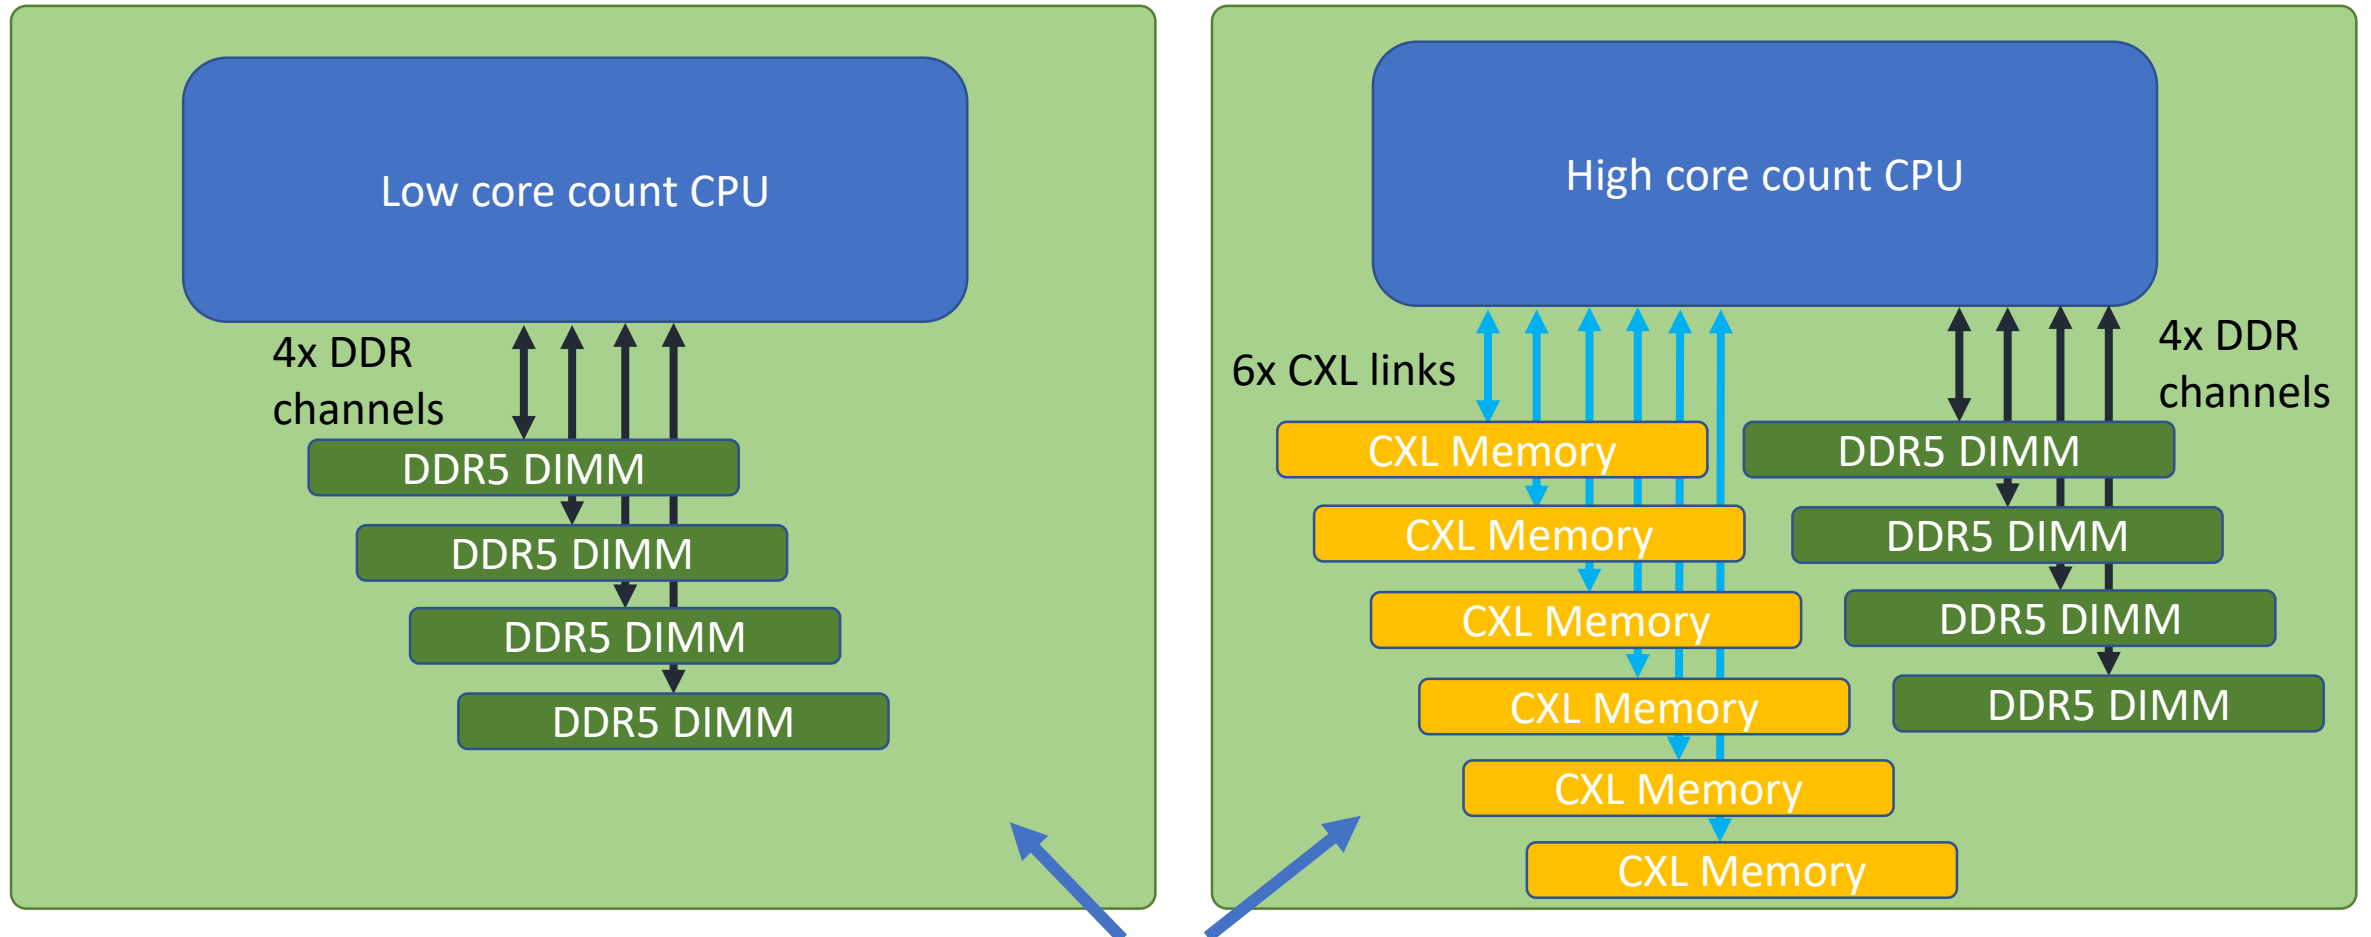 Low core count CPU
4x DDR
channels
DDR5 DIMM
DDR5 DIMM
DDR5 DIMM
DDR5 DIMM
High core count CPU
6x CXL links
4x DDR
channels
CXL Memory
CXL Memory
CXL Memory
CXL Memory
CXL Memory
CXL Memory
DDR5 DIMM
DDR5 DIMM
DDR5 DIMM
DDR5 DIMM